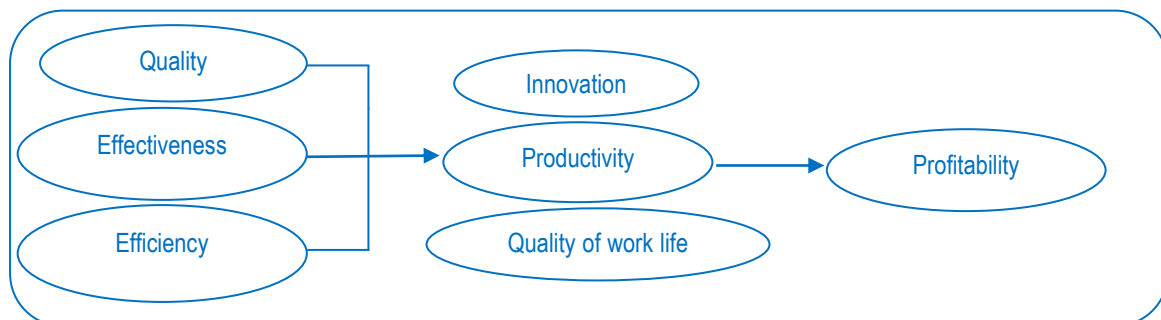 Quality
Effectiveness
Efficiency
Innovation
Productivity
Quality of work life
Profitability